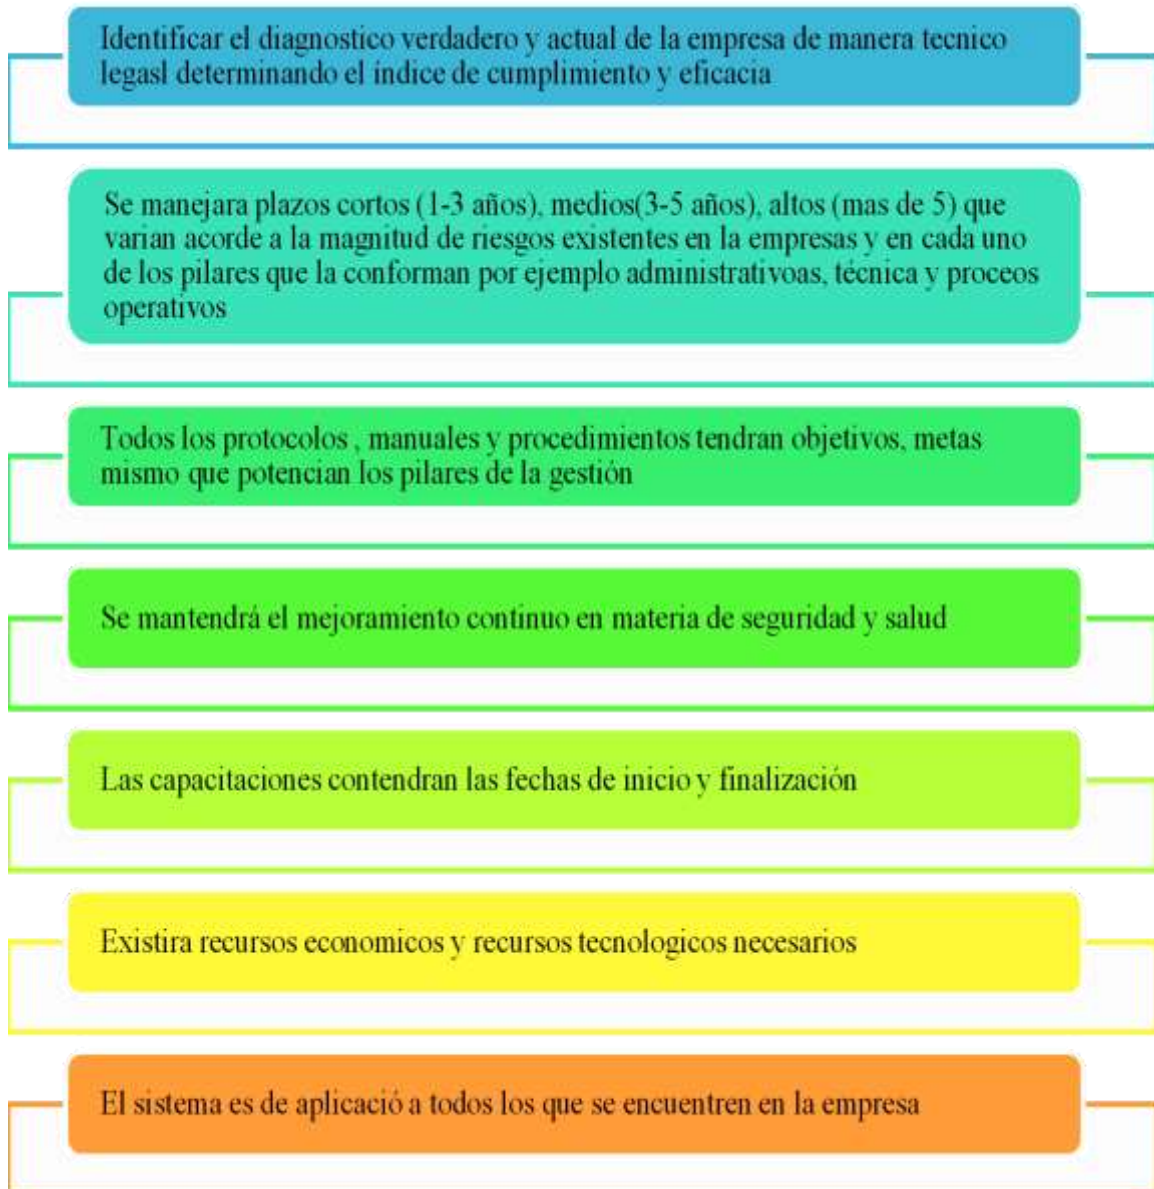 Identificar el diagnostico verdadero y actual de la empresa de manera tecnico
legasl determinando el índice de cumplimiento y eficacia
Se manejara plazos cortos (1-3 años), medios(3-5 años), altos (mas de 5) que
varian acorde a la magnitud de riesgos existentes en la empresas y en cada uno
de los pilares que la conforman por ejemplo administrativoas, técnica y proceos
operativos
Todos los protocolos , manuales y procedimientos tendran objetivos, metas
mismo que potencian los pilares de la gestión
Se mantendrá el mejoramiento continuo en materia de seguridad y salud
Las capacitaciones contendran las fechas de inicio y finalización
Existira recursos economicos y recursos tecnologicos necesarios
El sistema es de aplicació a todos los que se encuentren en la empresa